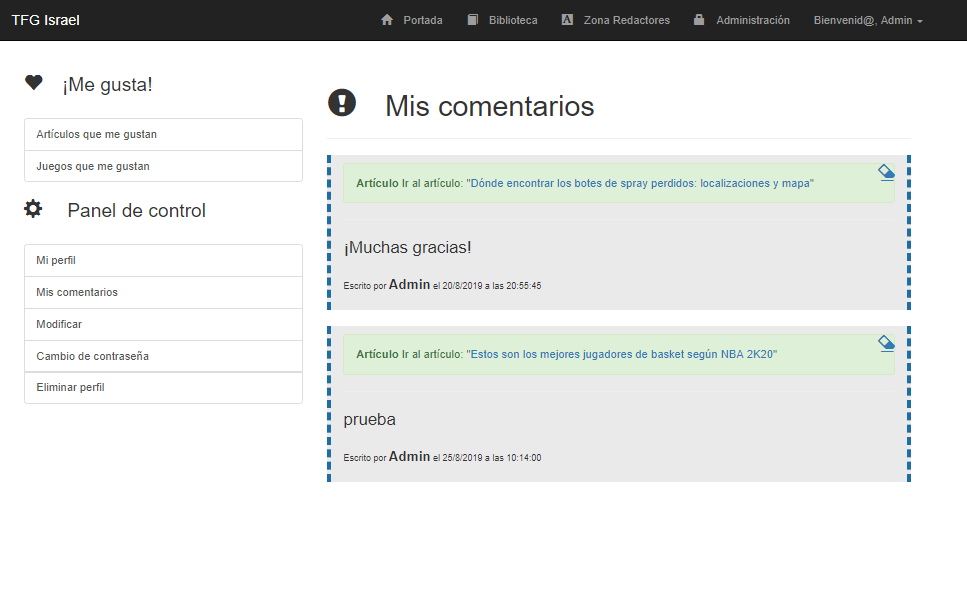 TFG Israel
Portada
Biblioteca
Zona Redactores
Administración
Bienvenid@, Admin
¡Me gusta!
Artículos que me gustan
Juegos que me gustan
Panel de control
Mi perfil
Mis comentarios
Modificar
Cambio de contraseña
Eliminar perfil
Mis comentarios
Artículo Ir al artículo: "Dónde encontrar los botes de spray perdidos: localizaciones y mapa"
¡Muchas gracias!
Escrito por Admin el 20/8/2019 a las 20:55:45
Artículo Ir al artículo: "Estos son los mejores jugadores de basket según NBA 2K20"
prueba
Escrito por Admin el 25/8/2019 a las 10:14:00